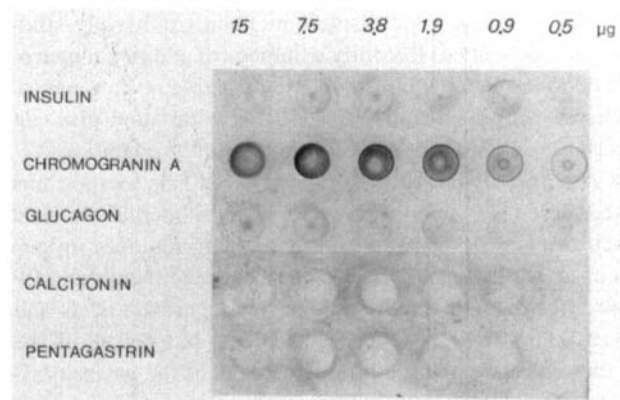 15 7,5 3,8 1,9 0,9 0,5 µg
INSULIN
CHROMOGRANIN A
GLUCAGON
CALCITONIN
PENTAGASTRIN